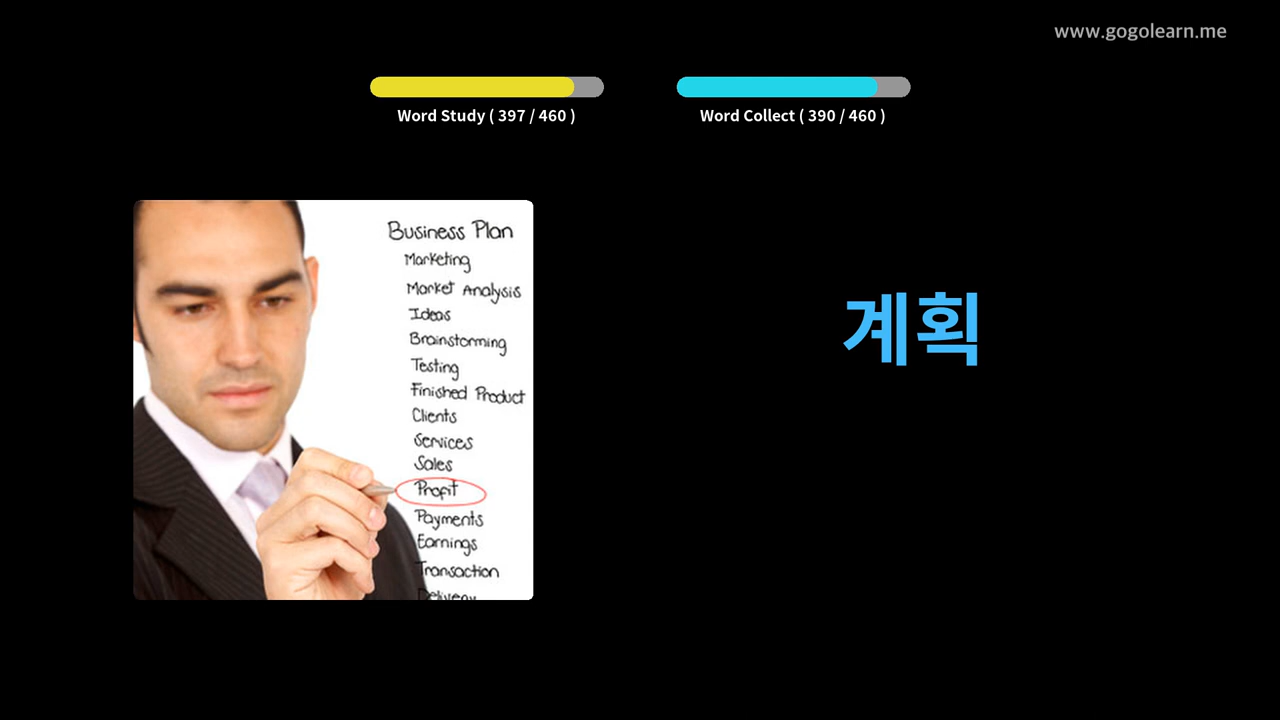 www.gogolearn.me
Word Study ( 397 / 460 )
Word Collect ( 390 / 460 )
Business Plan
Marketing
Market Analysis
Ideas
Brainstorming
Testing
Finished Product
Clients
Services
Sales
Profit
Payments
Earnings
Transaction
Delivery
계획